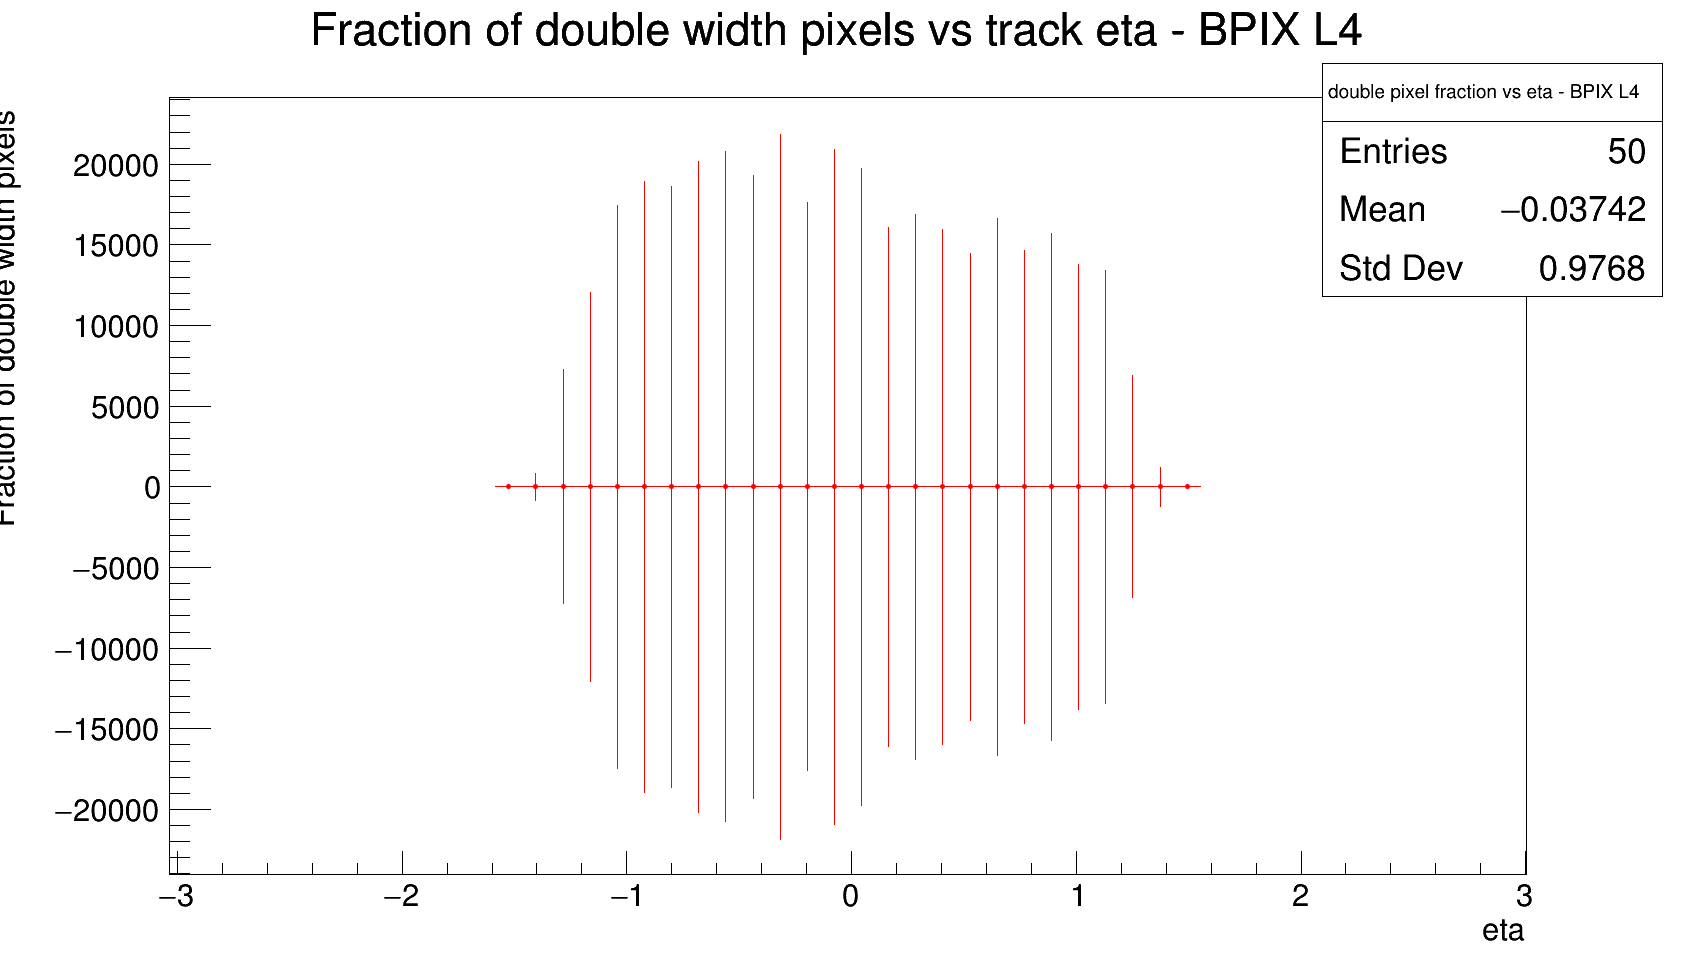 Fraction of double width pixels vs track eta - BPIX L4
double pixel fraction vs eta - BPIX L4
Entries 50
Mean −0.03742
Std Dev 0.9768
Fraction of double width pixels
20000
15000
10000
5000
0
−5000
−10000
−15000
−20000
−3 −2 −1 0 1 2 3
eta